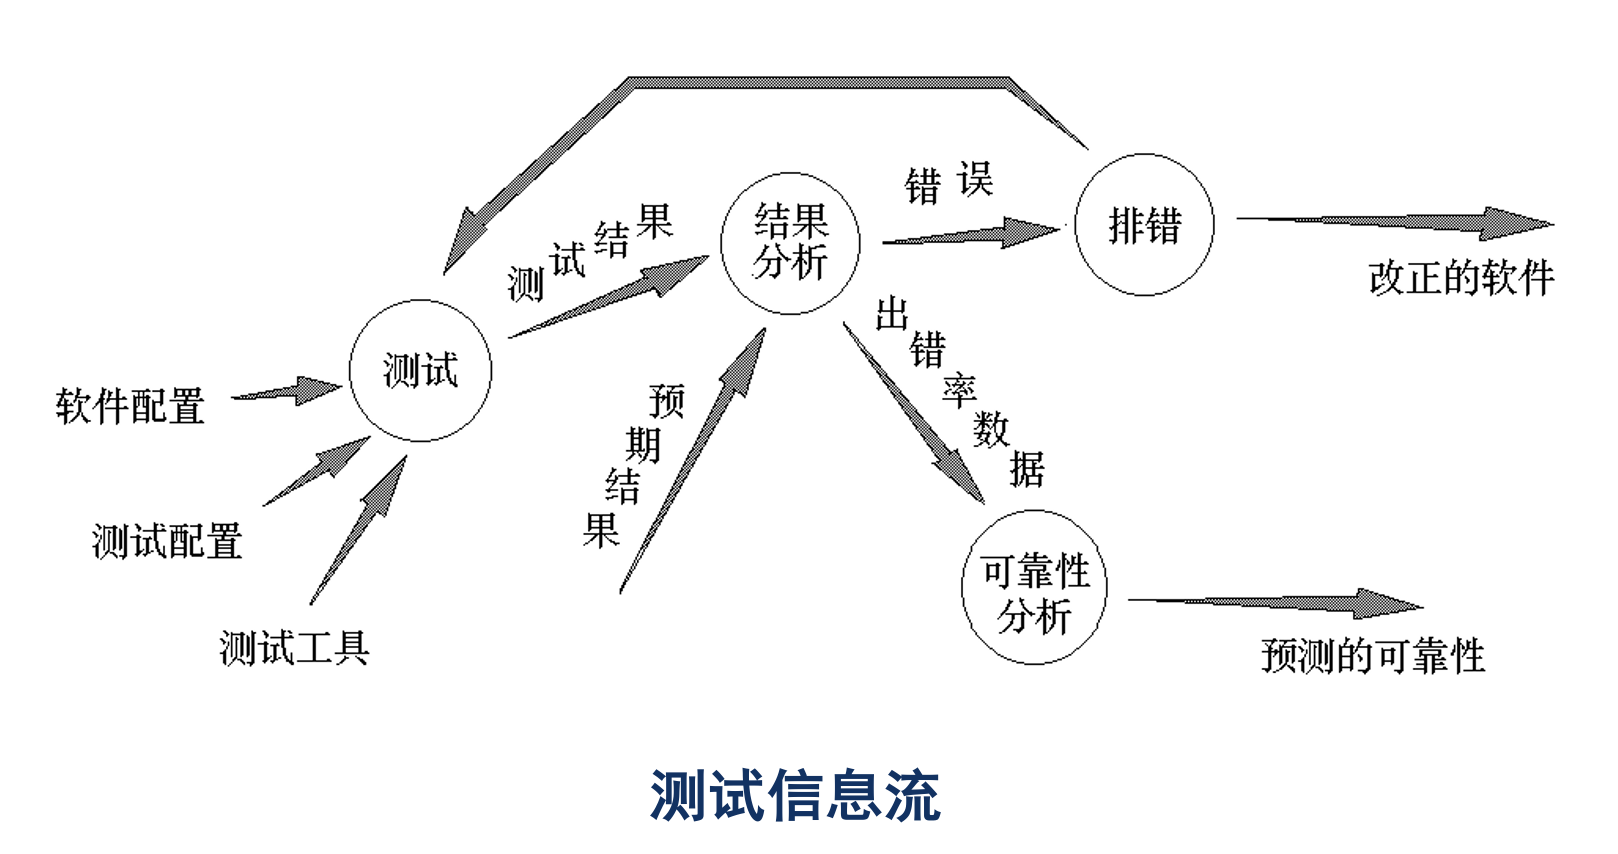 错误
测试结果
结果
分析
排错
改正的软件
出错率数据
测试
预期结果
软件配置
测试配置
可靠性
分析
测试工具
预测的可靠性
测试信息流